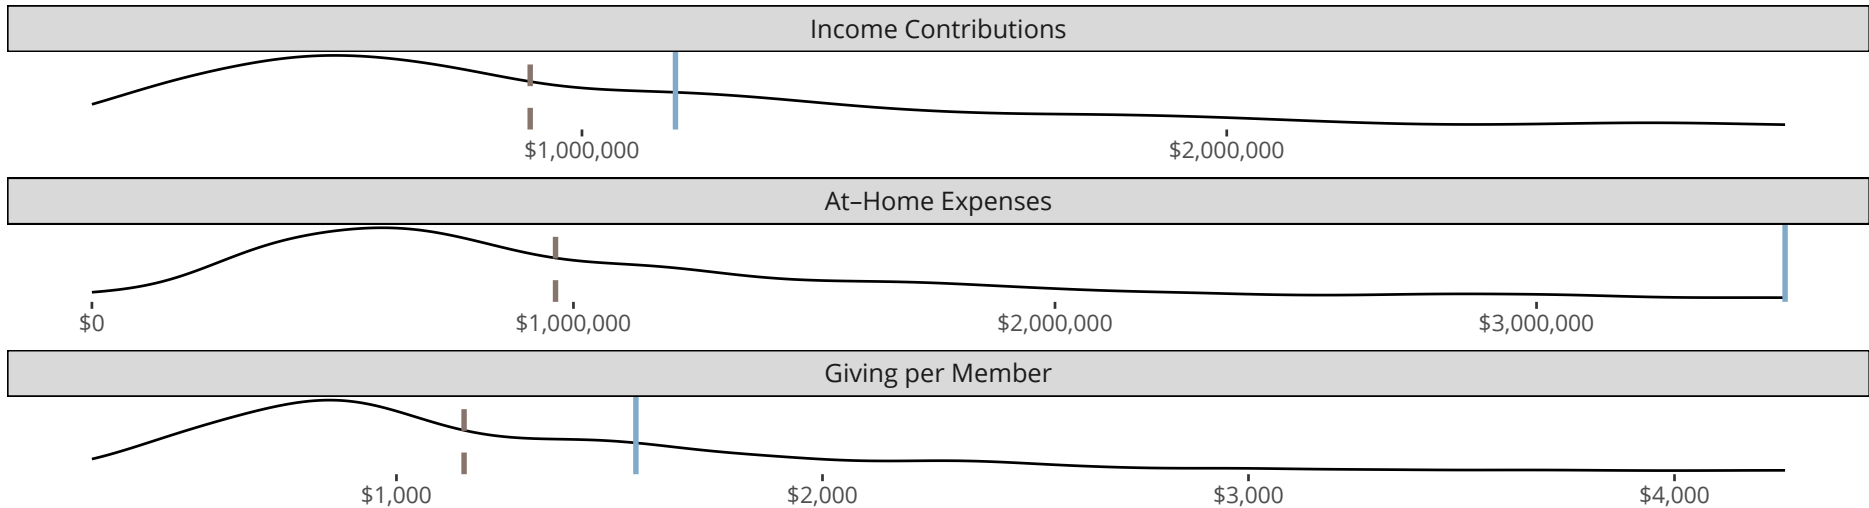 Income Contributions
$1,000,000 $2,000,000
At–Home Expenses
$0 $1,000,000 $2,000,000 $3,000,000
Giving per Member
$1,000 $2,000 $3,000 $4,000